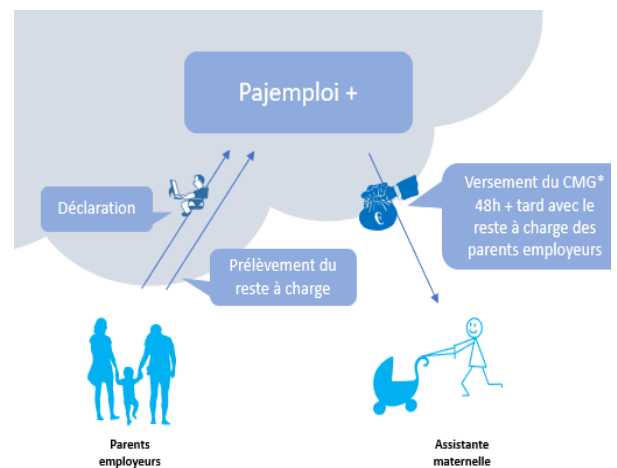 Pajemploi +
Déclaration
Versement du CMG*
48h + tard avec le
reste à charge des
parents employeurs
Prélèvement du
reste à charge
€
Parents
employeurs
Assistante
maternelle